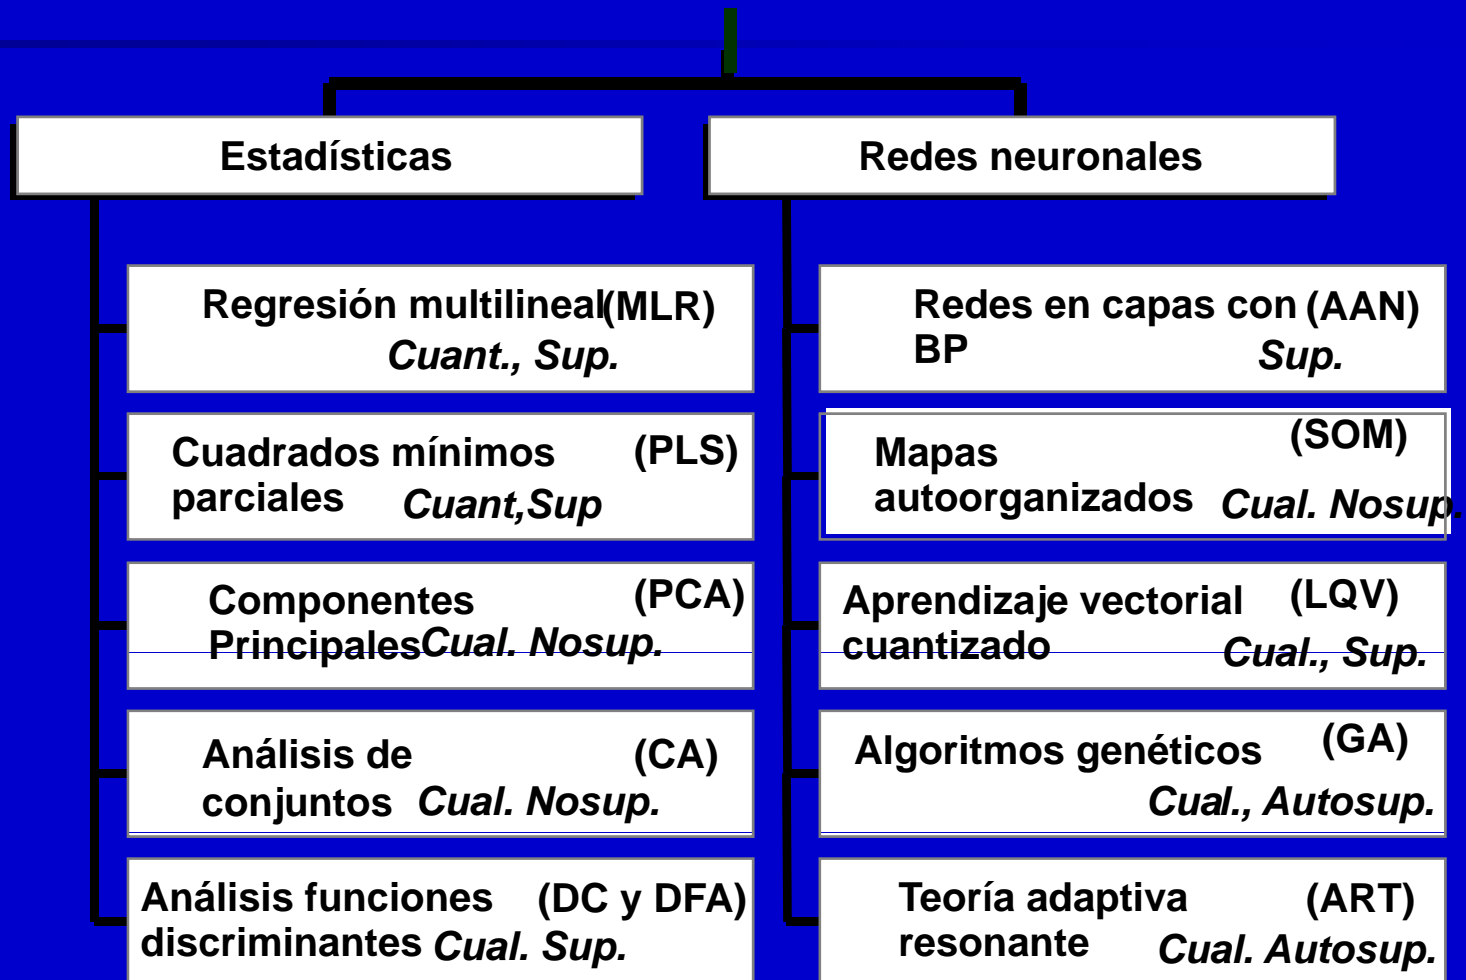 Estadísticas
Redes neuronales
Regresión multilineal(MLR)
Cuant., Sup.
Cuadrados mínimos (PLS)
parciales Cuant,Sup
Componentes (PCA)
Principales Cual. Nosup.
Análisis de (CA)
conjuntos Cual. Nosup.
Análisis funciones (DC y DFA)
discriminantes Cual. Sup.
Redes en capas con (AAN)
BP Sup.
Mapas (SOM)
autoorganizados Cual. Nosup.
Aprendizaje vectorial (LQV)
cuantizado Cual., Sup.
Algoritmos genéticos (GA)
Cual., Autosup.
Teoría adaptiva (ART)
resonante Cual. Autosup.